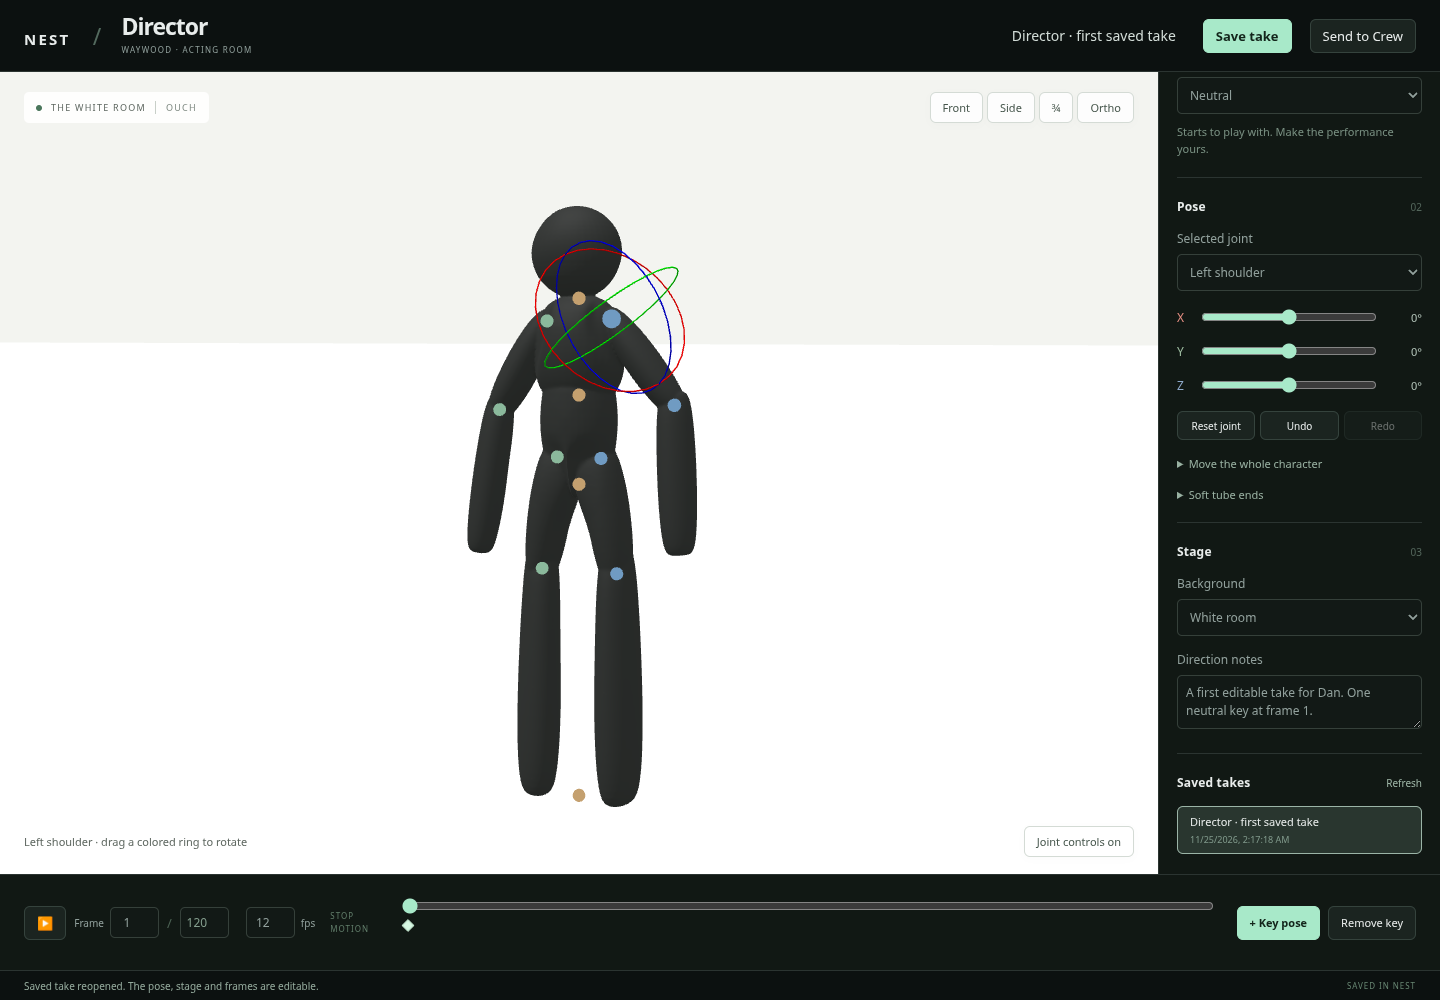 NEST / Director
WAYWOOD · ACTING ROOM
Director · first saved take
Save take
Send to Crew
THE WHITE ROOM | OUCH
Front
Side
¾
Ortho
Left shoulder · drag a colored ring to rotate
Joint controls on
Neutral
Starts to play with. Make the performance
yours.
Pose 02
Selected joint
Left shoulder
X 0°
Y 0°
Z 0°
Reset joint
Undo
Redo
Move the whole character
Soft tube ends
Stage 03
Background
White room
Direction notes
A first editable take for Dan. One
neutral key at frame 1.
Saved takes Refresh
Director · first saved take
11/25/2026, 2:17:18 AM
Frame 1 / 120 12 fps
STOP
MOTION
+ Key pose
Remove key
Saved take reopened. The pose, stage and frames are editable.
SAVED IN NEST